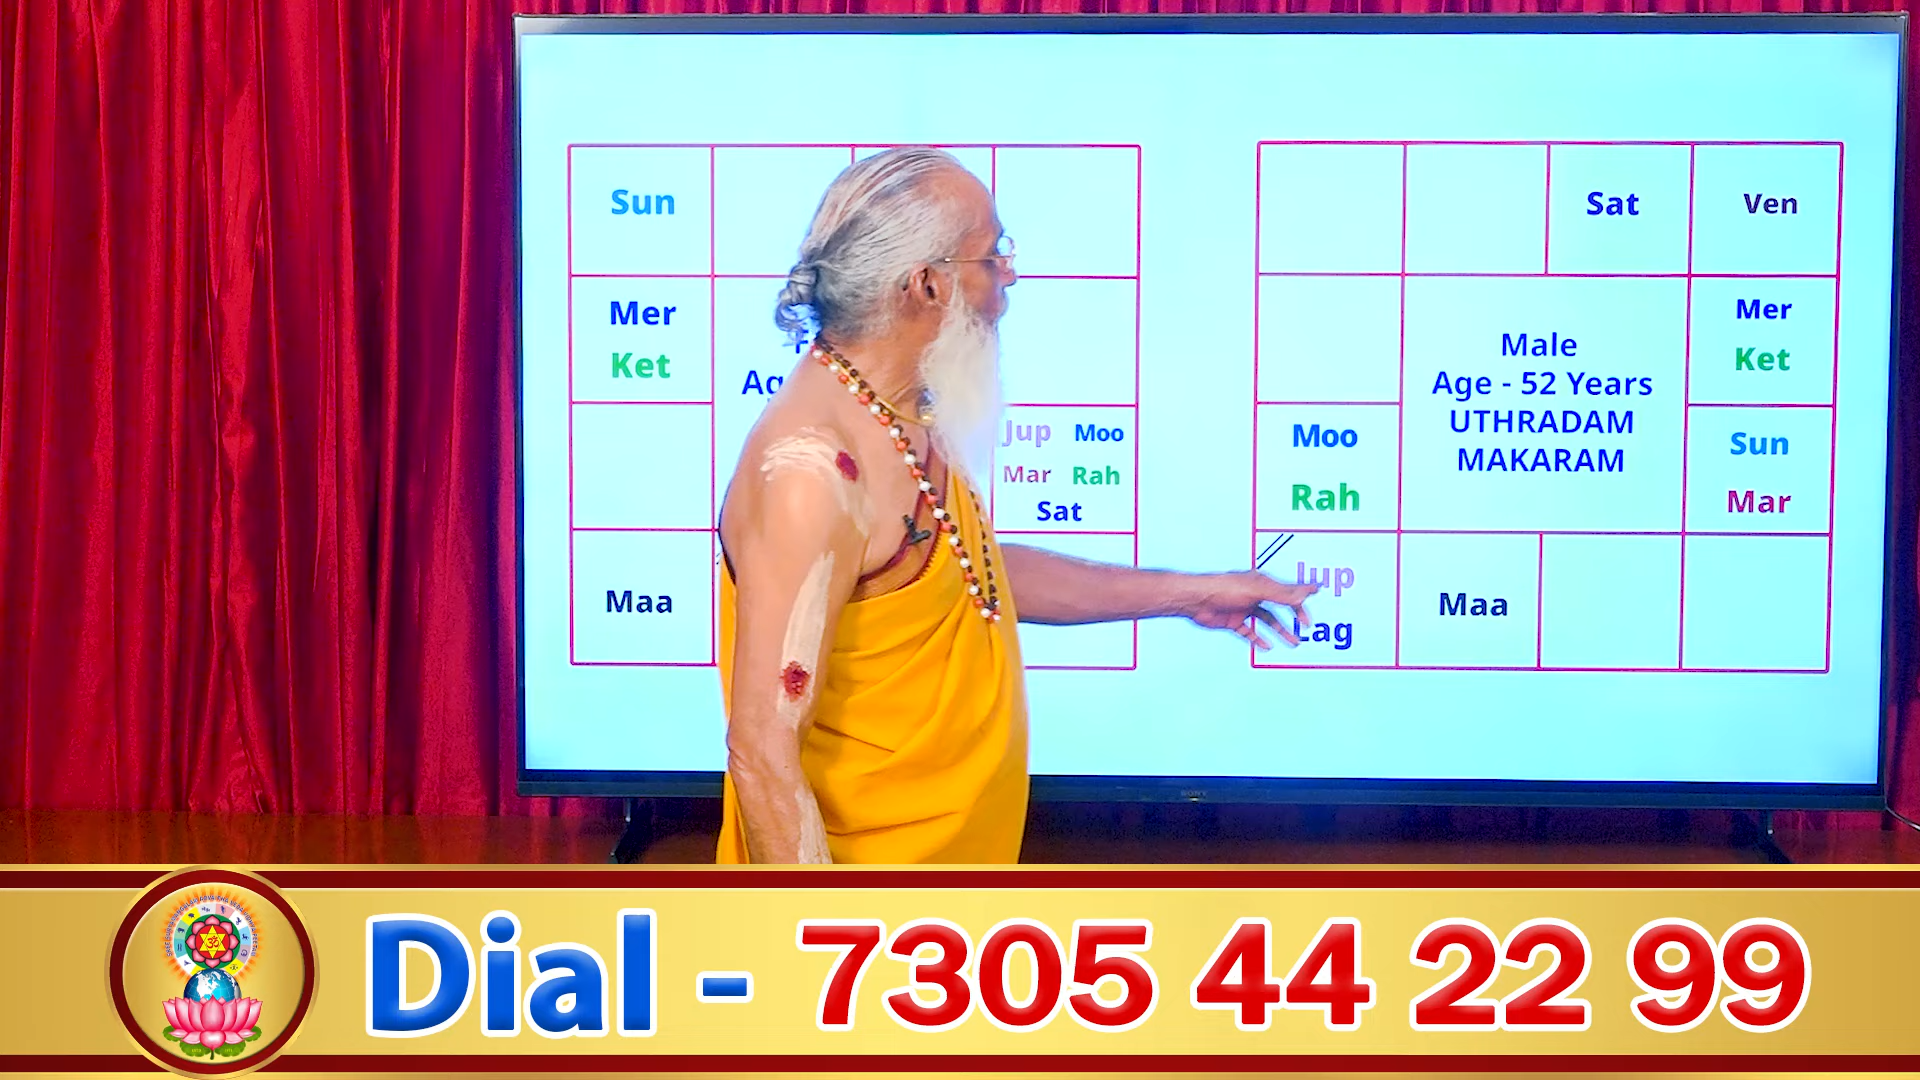 Sun
Mer
Ket
Jup Moo
Mar Rah
Sat
Maa
Sat
Ven
Mer
Ket
Male
Age - 52 Years
UTHRADAM
MAKARAM
Moo
Rah
Sun
Mar
Jup
Lag
Maa
SONY
Dial - 7305 44 22 99